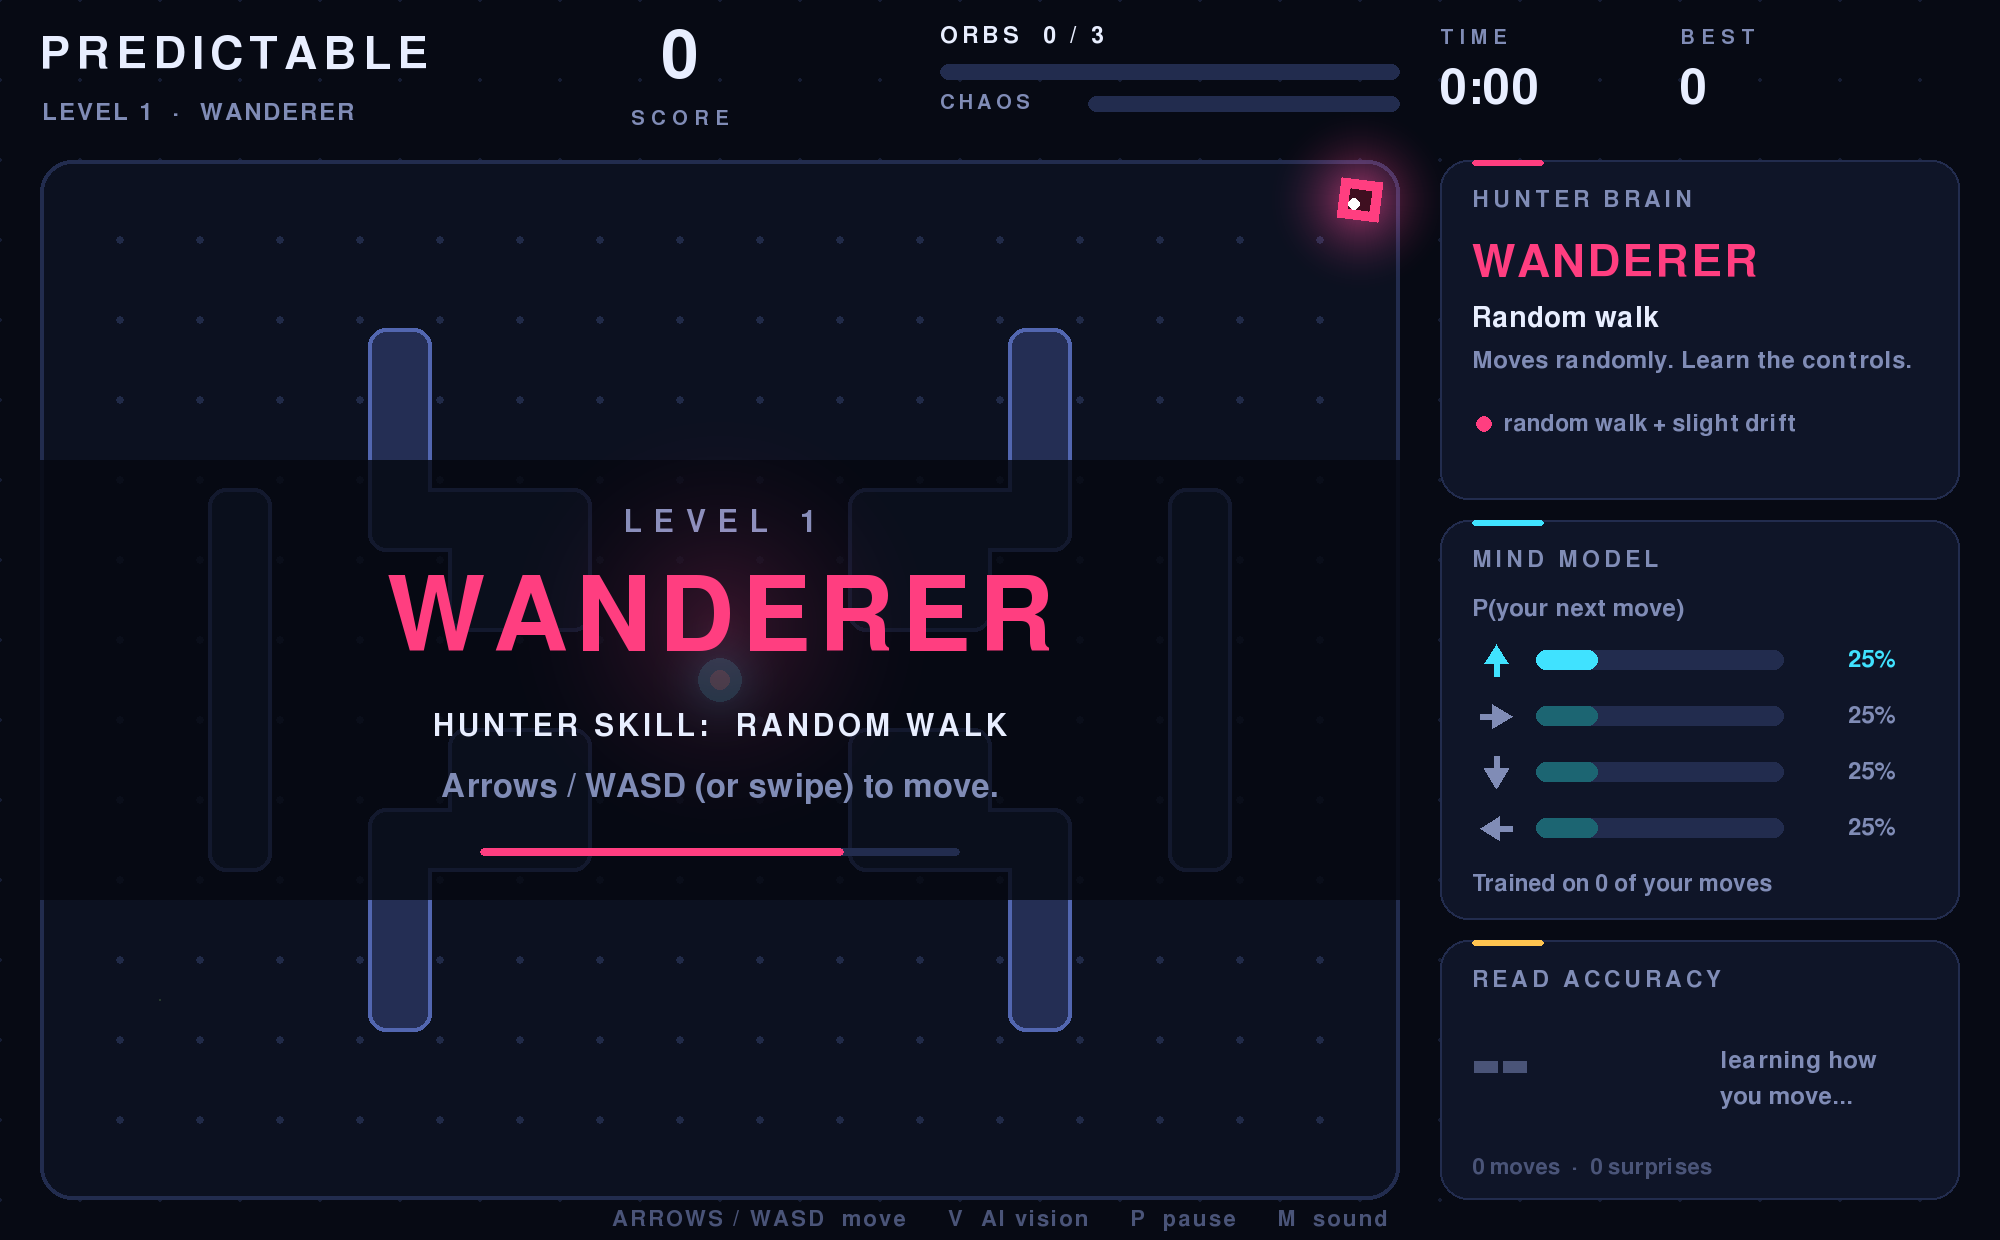 PREDICTABLE
LEVEL 1 · WANDERER
0
SCORE
ORBS 0 / 3
CHAOS
TIME
0:00
BEST
0
LEVEL 1
WANDERER
HUNTER SKILL: RANDOM WALK
Arrows / WASD (or swipe) to move.
HUNTER BRAIN
WANDERER
Random walk
Moves randomly. Learn the controls.
random walk + slight drift
MIND MODEL
P(your next move)
25%
25%
25%
25%
Trained on 0 of your moves
READ ACCURACY
--
learning how
you move...
0 moves · 0 surprises
ARROWS / WASD move V AI vision P pause M sound